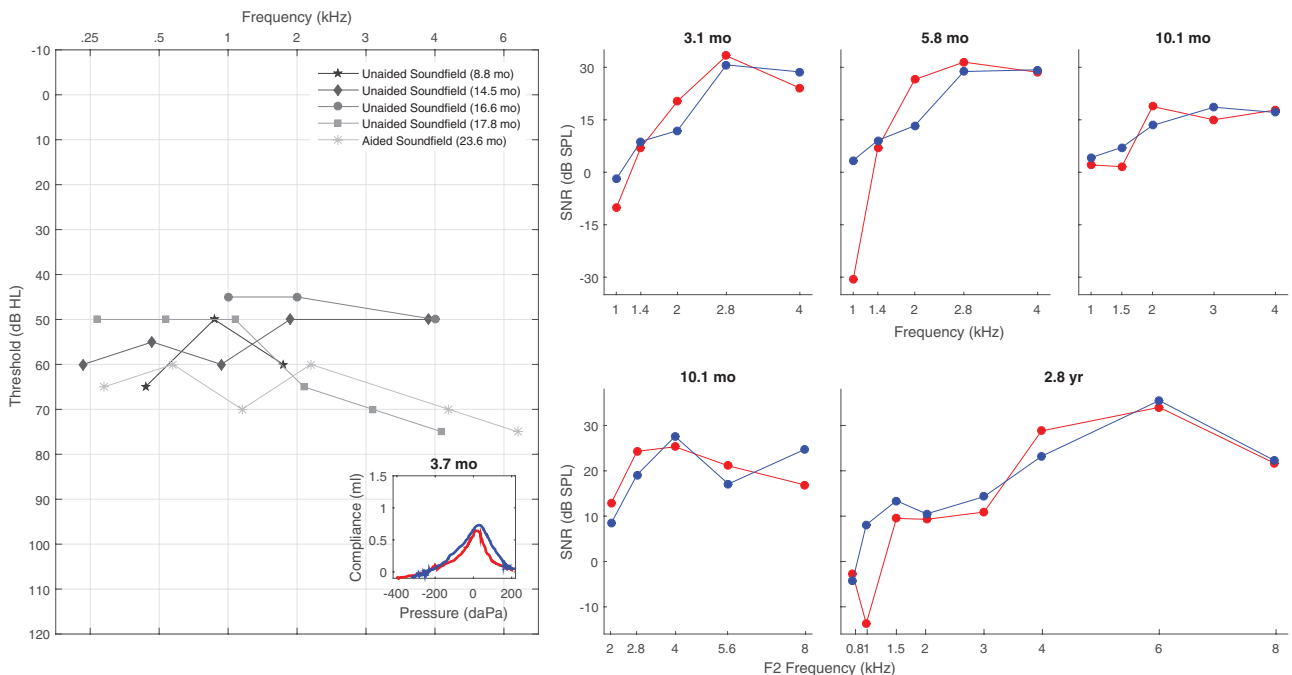 Frequency (kHz)
.25 .5 1 2 3 4 6
-10
0
10
20
30
40
50
60
70
80
90
100
110
120
Threshold (dB HL)
Unaided Soundfield (8.8 mo)
Unaided Soundfield (14.5 mo)
Unaided Soundfield (16.6 mo)
Unaided Soundfield (17.8 mo)
Aided Soundfield (23.6 mo)
3.7 mo
1.5
1
0.5
0
Compliance (ml)
-400 -200 0 200
Pressure (daPa)
3.1 mo
30
15
0
-15
-30
SNR (dB SPL)
1 1.4 2 2.8 4
5.8 mo
1 1.4 2 2.8 4
10.1 mo
1 1.5 2 3 4
Frequency (kHz)
10.1 mo
30
20
10
0
-10
SNR (dB SPL)
2 2.8 4 5.6 8
2.8 yr
0.81 1.5 2 3 4 6 8
F2 Frequency (kHz)